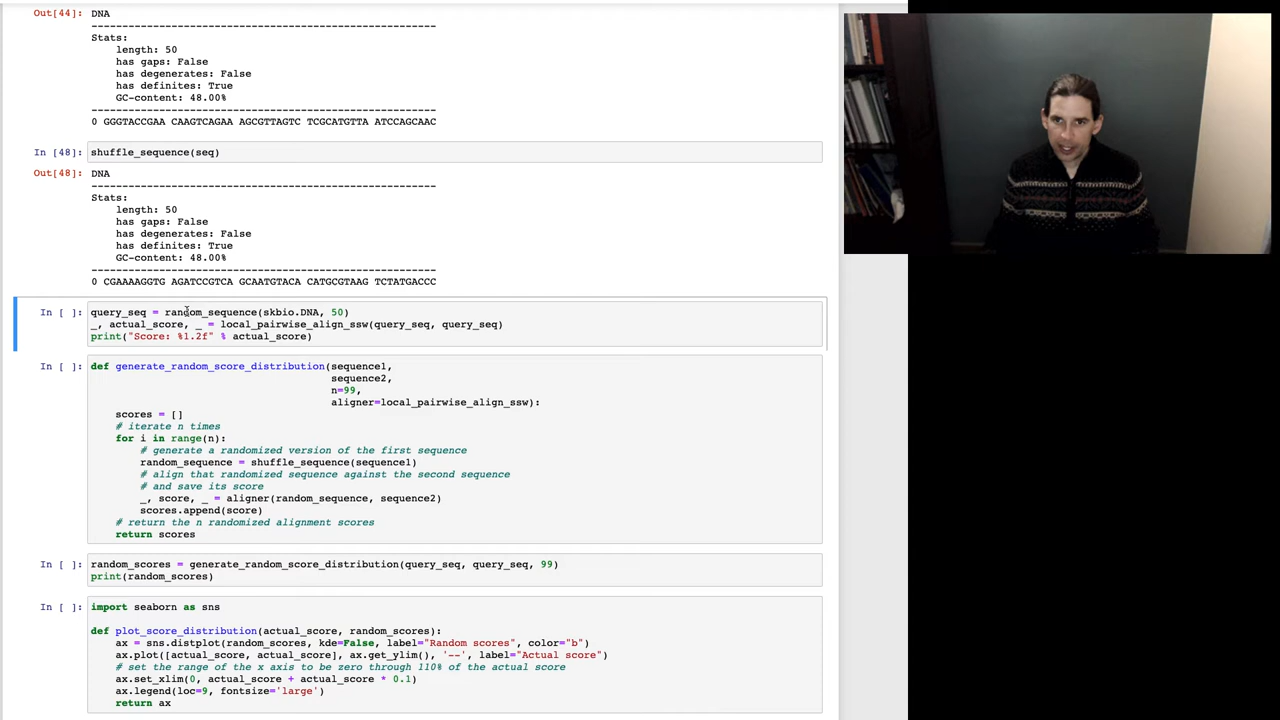 Out[44]: DNA
--------------------------------------------------------------------
Stats:
length: 50
has gaps: False
has degenerates: False
has definites: True
GC-content: 48.00%
--------------------------------------------------------------------
0 GGGTACCGAA CAAGTCAGAA AGCGTTAGTC TCGCATGTTA ATCCAGCAAC
In [48]: shuffle_sequence(seq)
Out[48]: DNA
--------------------------------------------------------------------
Stats:
length: 50
has gaps: False
has degenerates: False
has definites: True
GC-content: 48.00%
--------------------------------------------------------------------
0 CGAAAAGGTG AGATCCGTCA GCAATGTACA CATGCGTAAG TCTATGACCC
In [ ]: query_seq = random_sequence(skbio.DNA, 50)
_, actual_score, _ = local_pairwise_align_ssw(query_seq, query_seq)
print("Score: %1.2f" % actual_score)
In [ ]: def generate_random_score_distribution(sequence1,
sequence2,
n=99,
aligner=local_pairwise_align_ssw):
scores = []
# iterate n times
for i in range(n):
# generate a randomized version of the first sequence
random_sequence = shuffle_sequence(sequence1)
# align that randomized sequence against the second sequence
# and save its score
_, score, _ = aligner(random_sequence, sequence2)
scores.append(score)
# return the n randomized alignment scores
return scores
In [ ]: random_scores = generate_random_score_distribution(query_seq, query_seq, 99)
print(random_scores)
In [ ]: import seaborn as sns
def plot_score_distribution(actual_score, random_scores):
ax = sns.distplot(random_scores, kde=False, label="Random scores", color="b")
ax.plot([actual_score, actual_score], ax.get_ylim(), '--', label="Actual score")
# set the range of the x axis to be zero through 110% of the actual score
ax.set_xlim(0, actual_score + actual_score * 0.1)
ax.legend(loc=9, fontsize='large')
return ax